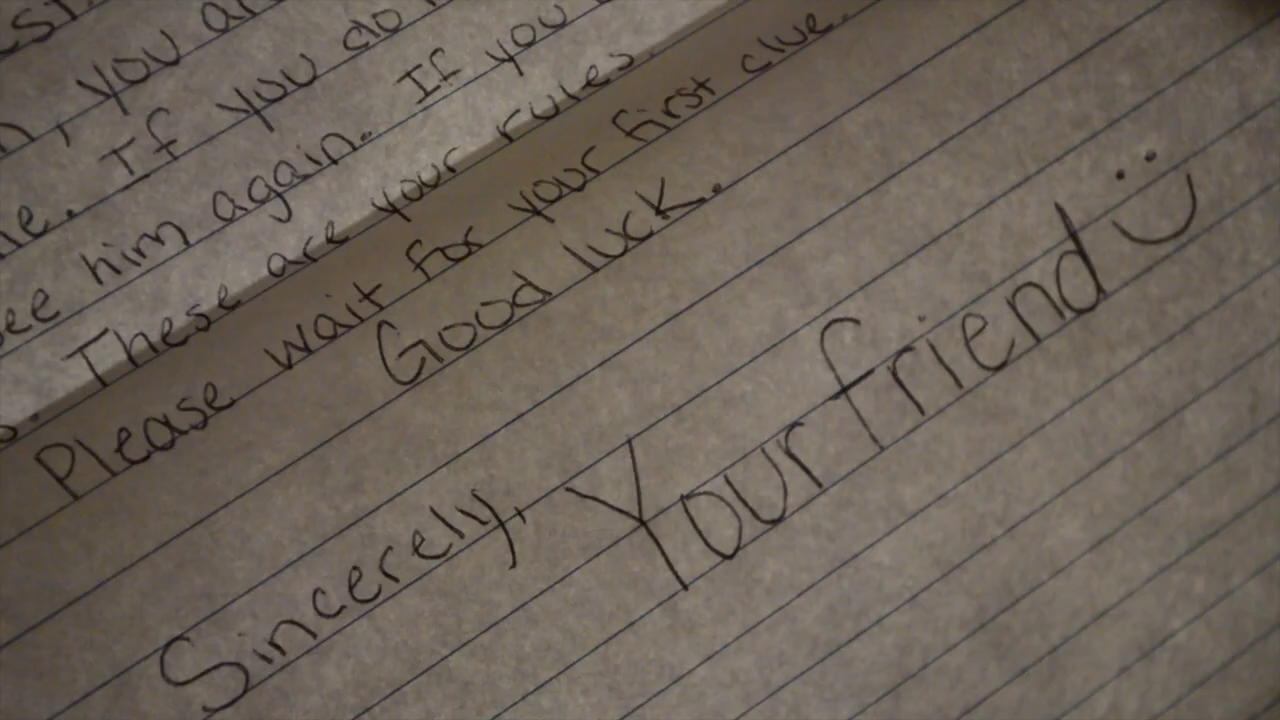 you
If you do
him again. If you
These are your rules.
Please wait for your first clue.
Good luck.
Sincerely, Your friend :)